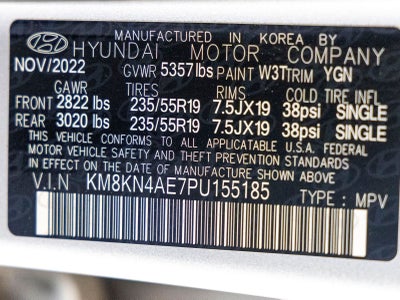 MANUFACTURED IN KOREA BY
HYUNDAI MOTOR COMPANY
NOV/2022 GVWR 5357 lbs PAINT W3T TRIM YGN
GAWR TIRES RIMS COLD TIRE INFL
FRONT 2822 lbs 235/55R19 7.5JX19 38psi SINGLE
REAR 3020 lbs 235/55R19 7.5JX19 38psi SINGLE
THIS VEHICLE CONFORMS TO ALL APPLICABLE U.S.A. FEDERAL
MOTOR VEHICLE SAFETY AND THEFT PREVENTION STANDARDS
IN EFFECT ON THE DATE OF MANUFACTURE SHOWN ABOVE.
V.I.N KM8KN4AE7PU155185
TYPE : MPV